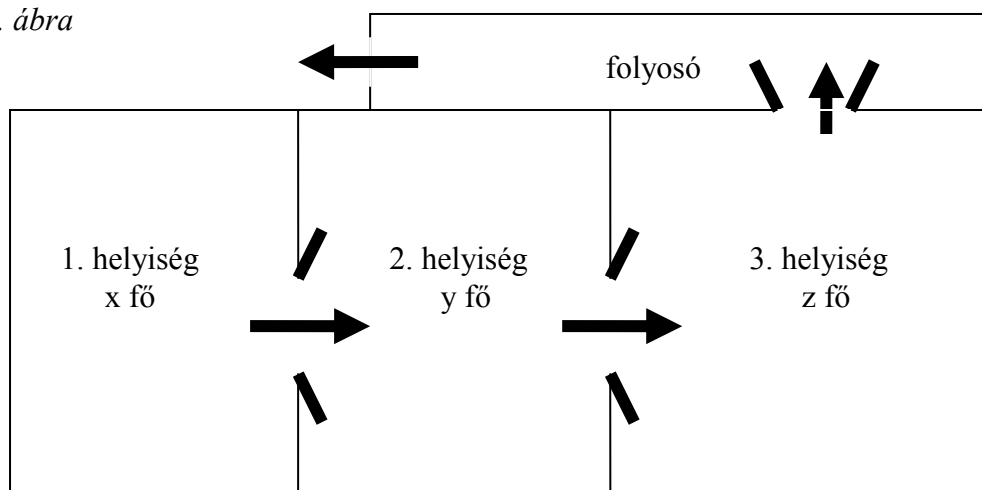 . ábra
folyosó
1. helyiség
x fő
2. helyiség
y fő
3. helyiség
z fő